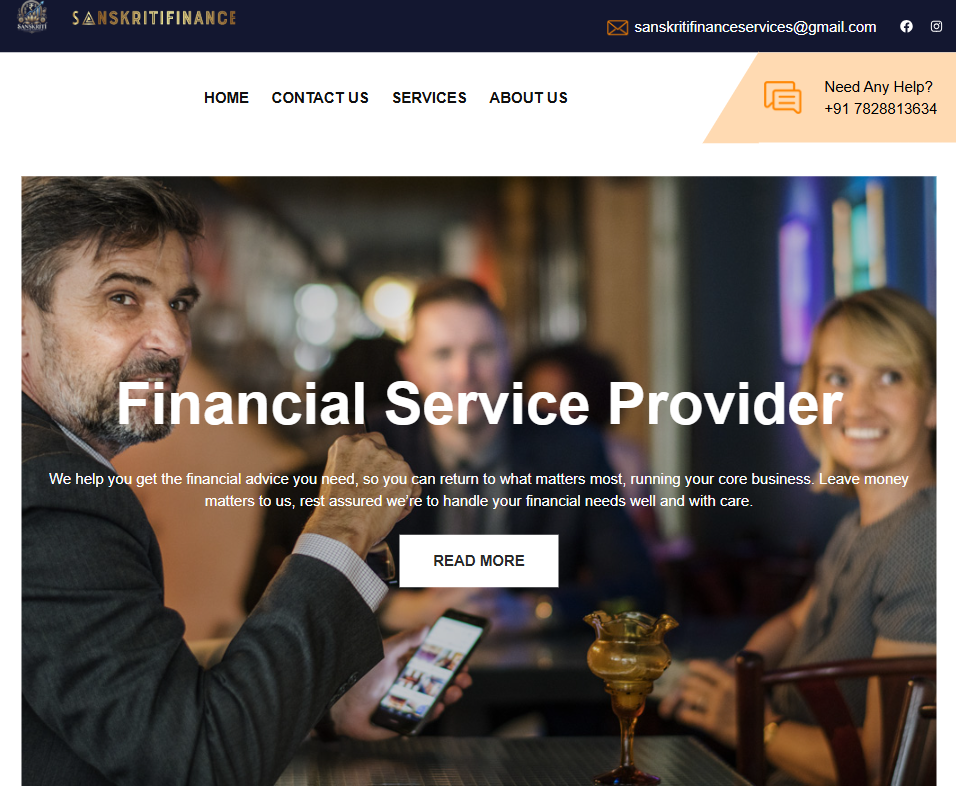 SANSKRITI
SANSKRITIFINANCE
sanskritifinanceservices@gmail.com
HOME CONTACT US SERVICES ABOUT US
Need Any Help?
+91 7828813634
Financial Service Provider
We help you get the financial advice you need, so you can return to what matters most, running your core business. Leave money
matters to us, rest assured we’re to handle your financial needs well and with care.
READ MORE